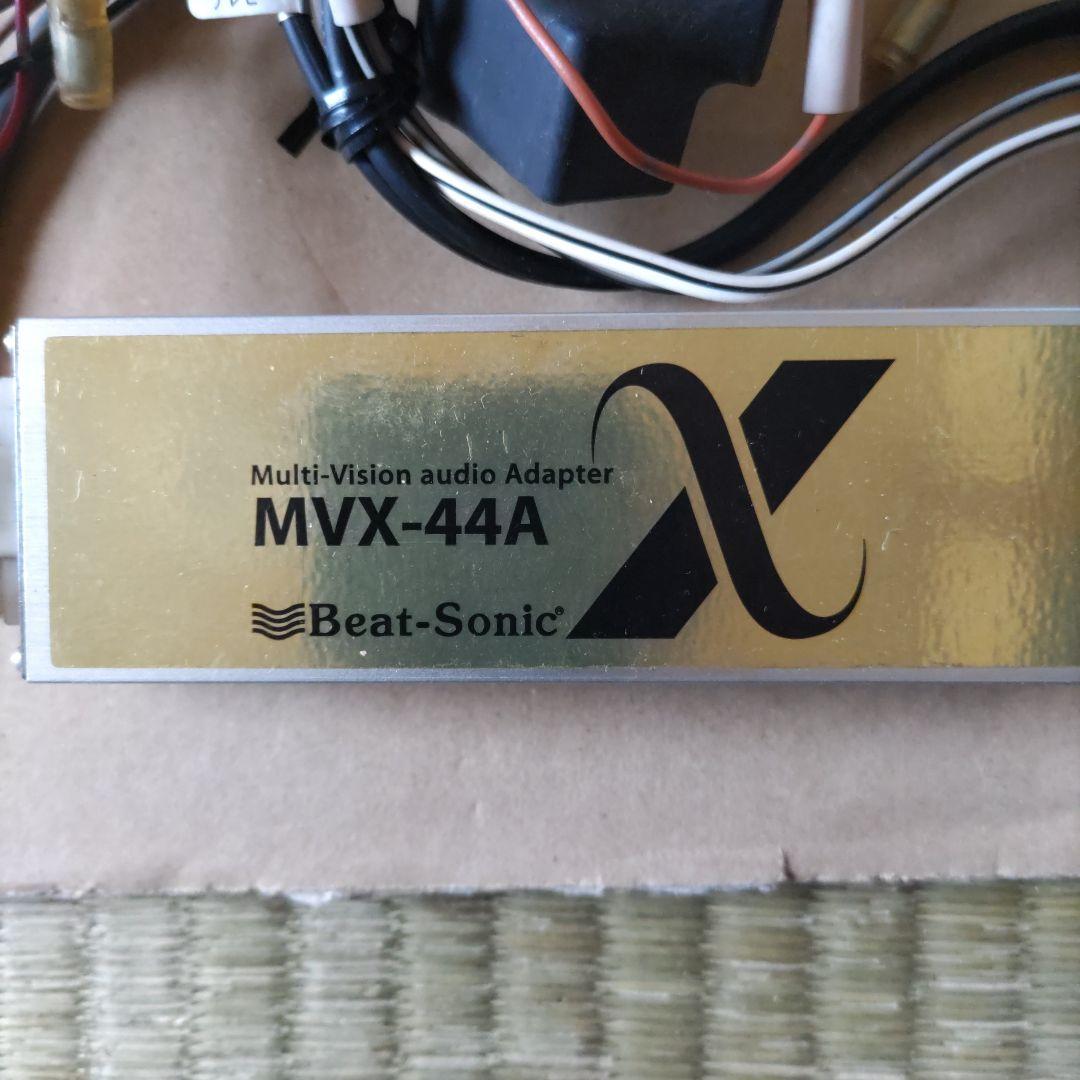 Multi-Vision audio Adapter
MVX-44A
Beat-Sonic®